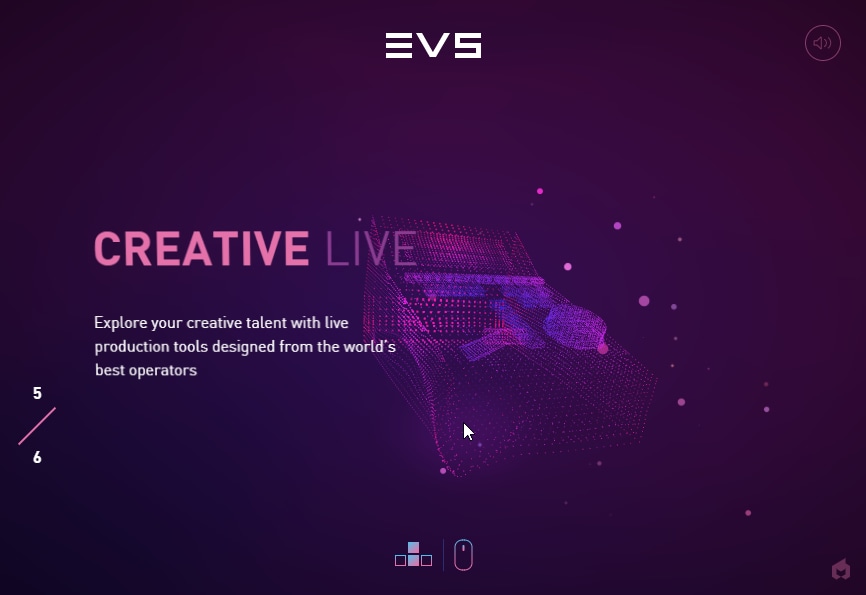 EVS
CREATIVE LIVE
Explore your creative talent with live
production tools designed from the world's
best operators
5
6